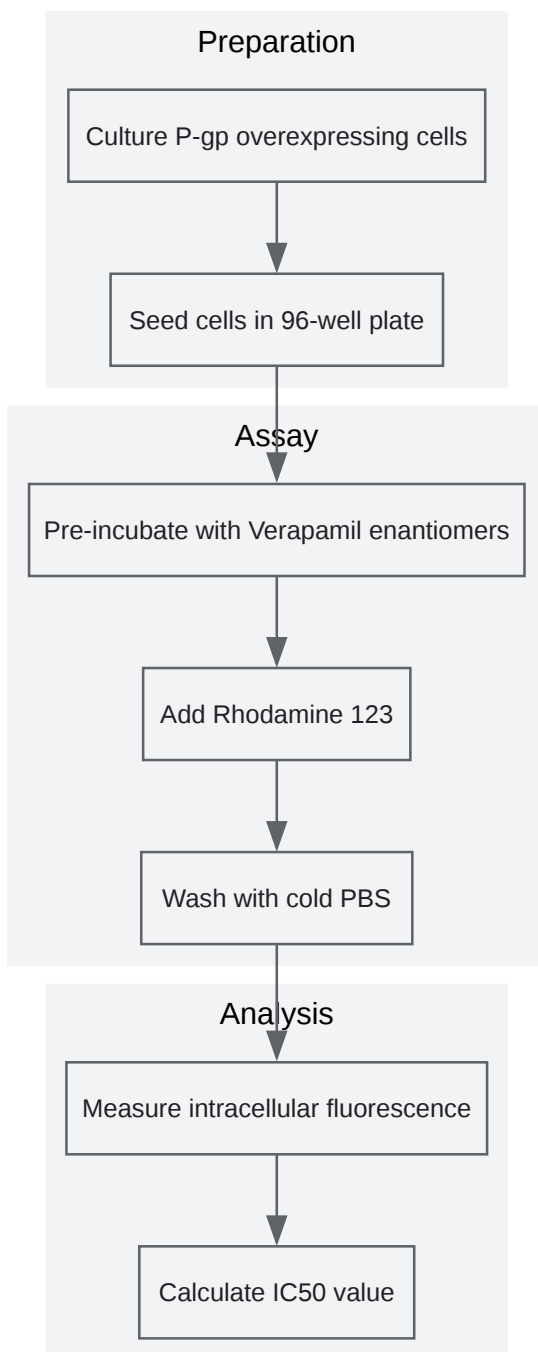 Preparation
Culture P-gp overexpressing cells
Seed cells in 96-well plate
Assay
Pre-incubate with Verapamil enantiomers
Add Rhodamine 123
Wash with cold PBS
Analysis
Measure intracellular fluorescence
Calculate IC50 value